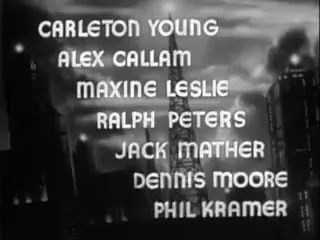 CARLETON YOUNG
ALEX CALLAM
MAXINE LESLIE
RALPH PETERS
JACK MATHER
DENNIS MOORE
PHIL KRAMER